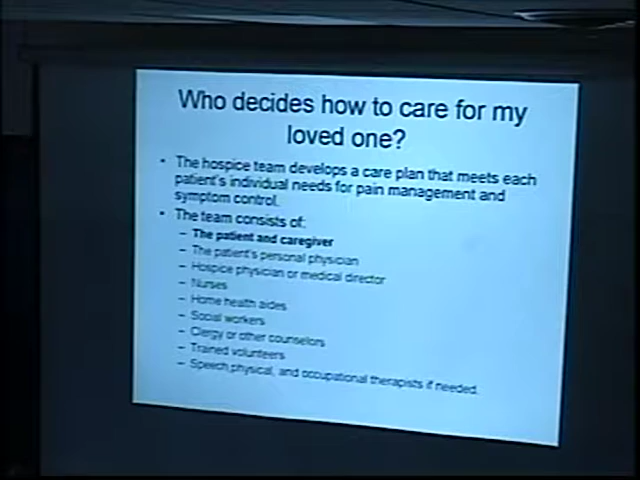 Who decides how to care for my
loved one?
• The hospice team develops a care plan that meets each
patient's individual needs for pain management and
symptom control.
• The team consists of:
– The patient and caregiver
– The patient's personal physician
– Hospice physician or medical director
– Nurses
– Home health aides
– Social workers
– Clergy or other counselors
– Trained volunteers
– Speech, physical, and occupational therapists if needed.